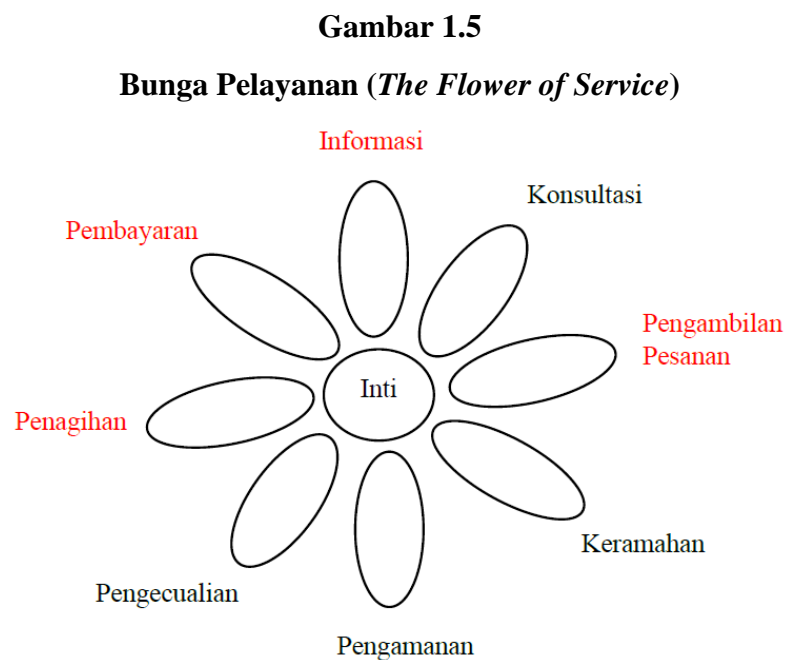 Gambar 1.5
Bunga Pelayanan (The Flower of Service)
Informasi
Konsultasi
Pembayaran
Pengambilan
Pesanan
Inti
Penagihan
Keramahan
Pengecualian
Pengamanan